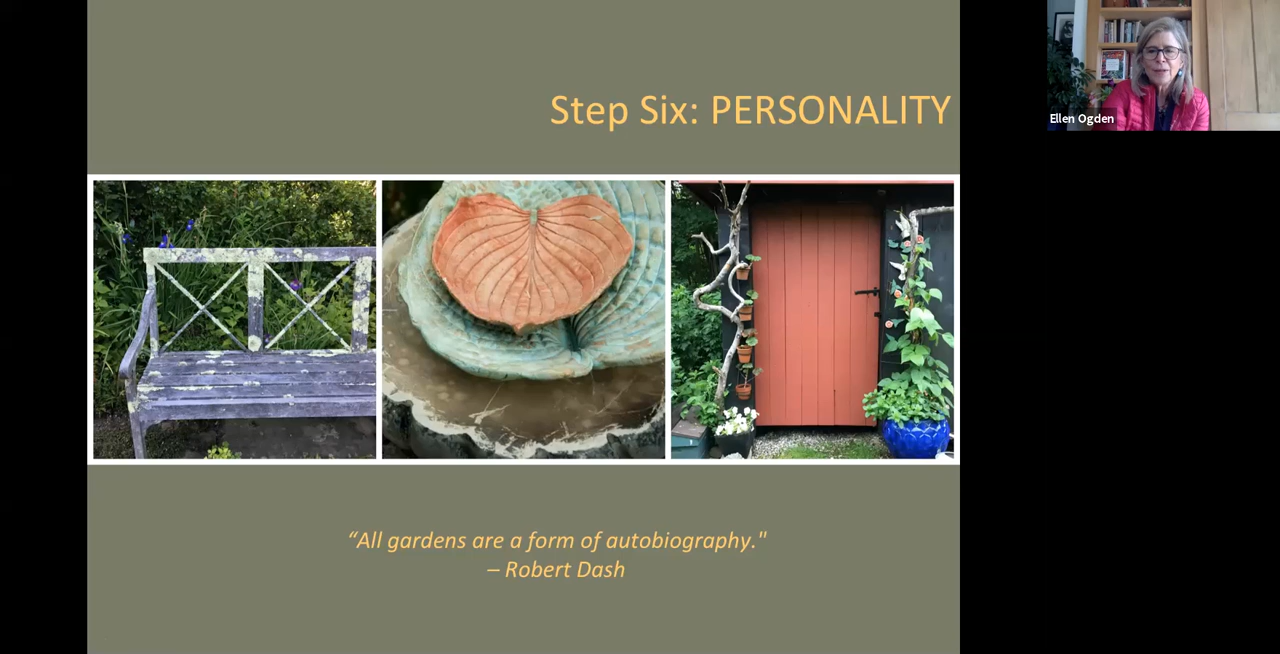 Step Six: PERSONALITY
Ellen Ogden
“All gardens are a form of autobiography."
– Robert Dash